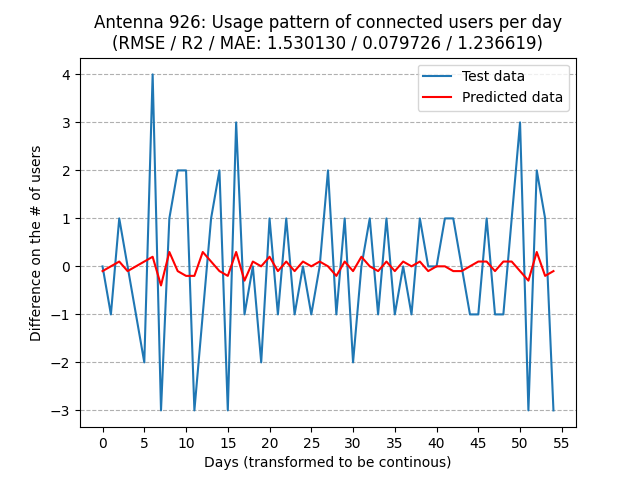 Antenna 926: Usage pattern of connected users per day
(RMSE / R2 / MAE: 1.530130 / 0.079726 / 1.236619)
Test data
Predicted data
4
3
2
1
0
−1
−2
−3
Difference on the # of users
0 5 10 15 20 25 30 35 40 45 50 55
Days (transformed to be continous)